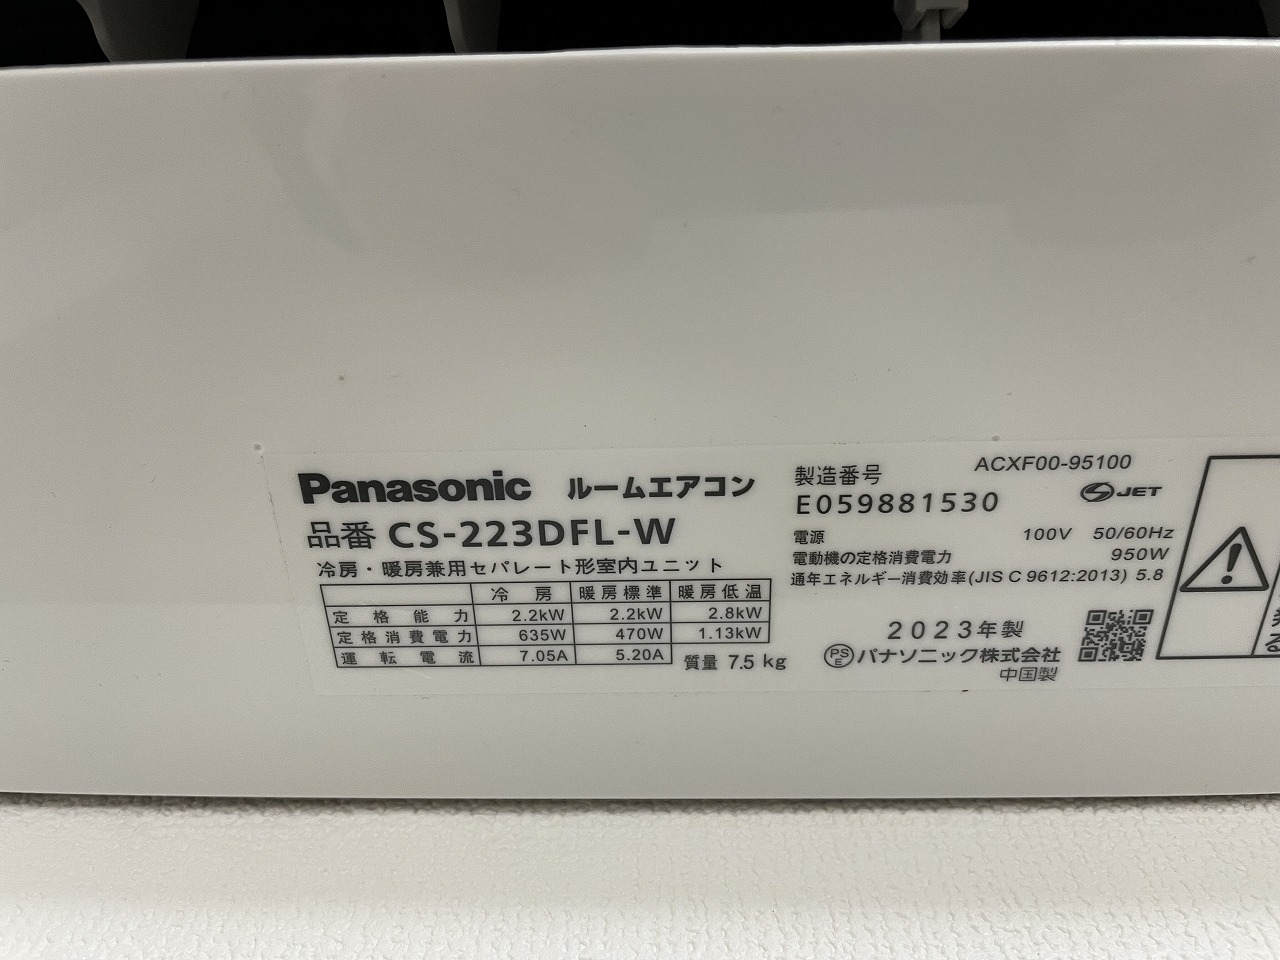 Panasonic ルームエアコン
品番 CS-223DFL-W
冷房・暖房兼用セパレート形室内ユニット
冷房 暖房標準 暖房低温
定格能力 2.2kW 2.2kW 2.8kW
定格消費電力 635W 470W 1.13kW
運転電流 7.05A 5.20A
質量 7.5 kg
製造番号 ACXF00-95100
E059881530
JET
電源 100V 50/60Hz
電動機の定格消費電力 950W
通年エネルギー消費効率(JIS C 9612:2013) 5.8
2023年製
PSE パナソニック株式会社
中国製